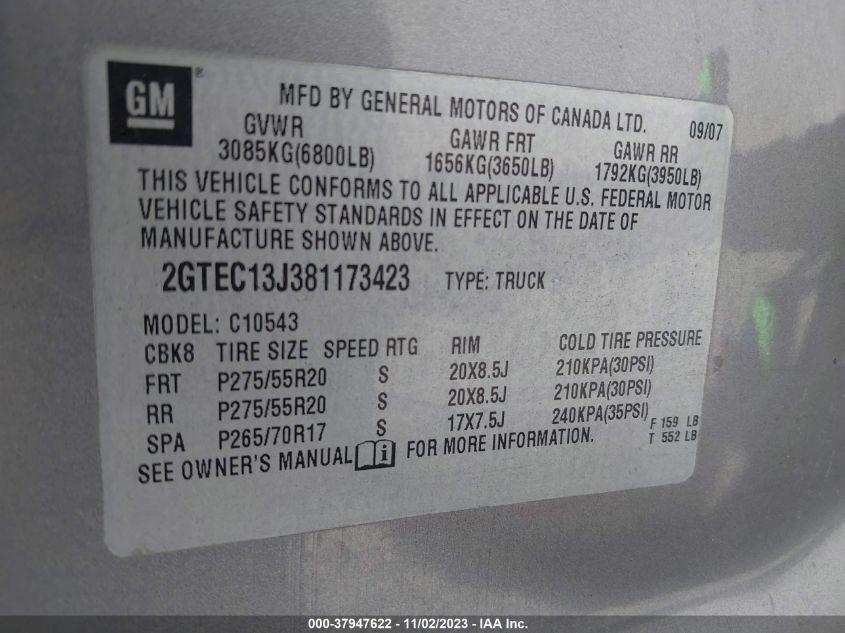 GM ®
MFD BY GENERAL MOTORS OF CANADA LTD. 09/07
GVWR GAWR FRT GAWR RR
3085KG(6800LB) 1656KG(3650LB) 1792KG(3950LB)
THIS VEHICLE CONFORMS TO ALL APPLICABLE U.S. FEDERAL MOTOR
VEHICLE SAFETY STANDARDS IN EFFECT ON THE DATE OF
MANUFACTURE SHOWN ABOVE.
2GTEC13J381173423 TYPE: TRUCK
MODEL: C10543
CBK8 TIRE SIZE SPEED RTG RIM COLD TIRE PRESSURE
FRT P275/55R20 S 20X8.5J 210KPA(30PSI)
RR P275/55R20 S 20X8.5J 210KPA(30PSI)
SPA P265/70R17 S 17X7.5J 240KPA(35PSI) F 159 LB
T 552 LB
SEE OWNER'S MANUAL i FOR MORE INFORMATION.
000-37947622 - 11/02/2023 - IAA Inc.